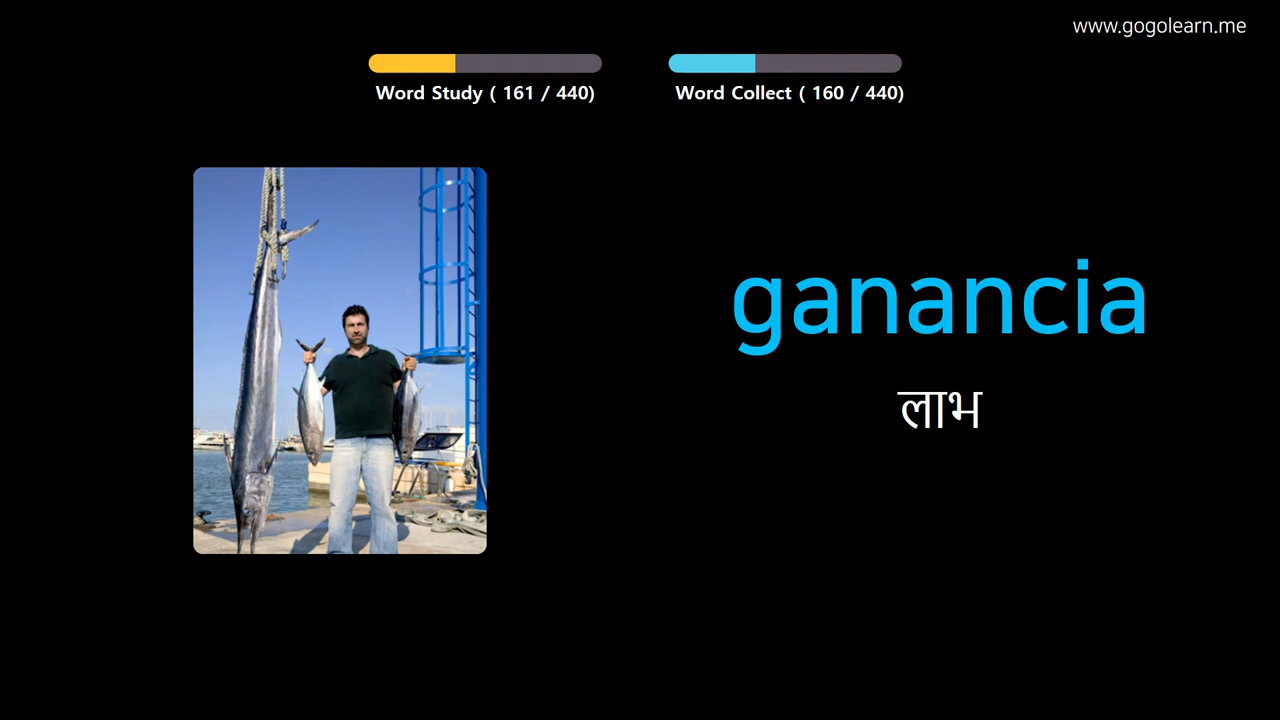 www.gogolearn.me
Word Study ( 161 / 440)
Word Collect ( 160 / 440)
ganancia
लाभ